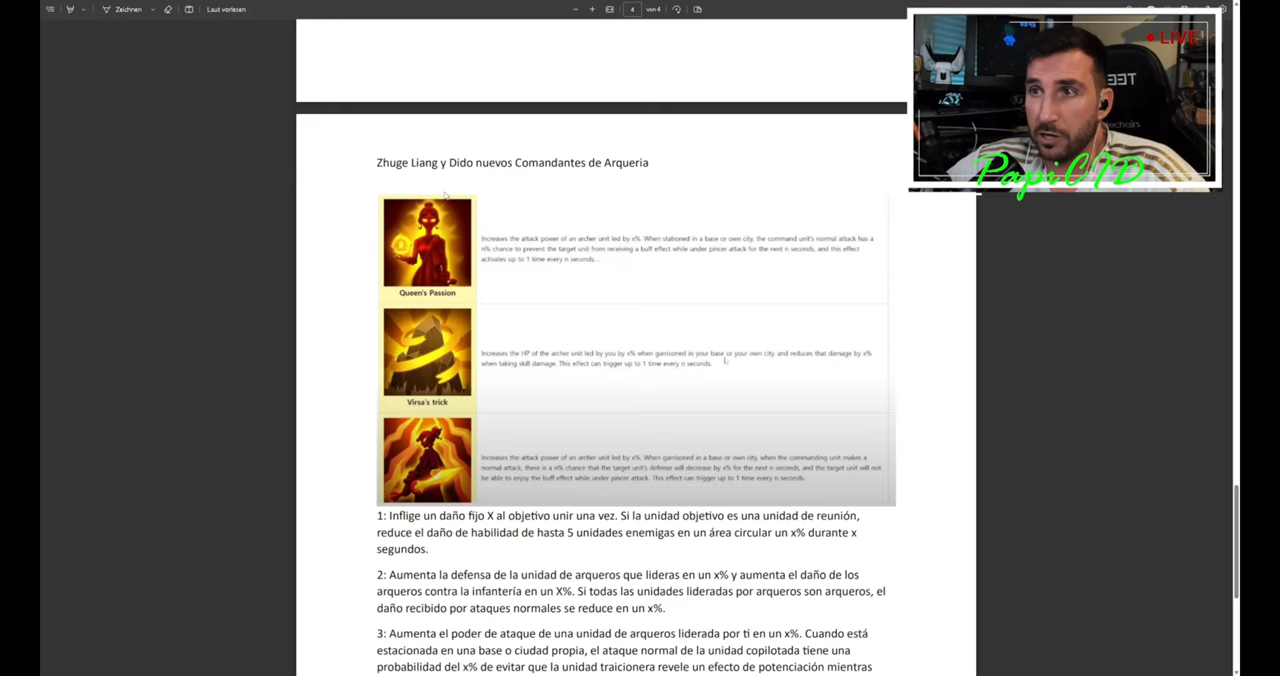 Zeichnen
Laut vorlesen
4 von 4
LIVE
TEE
PapiCID
Zhuge Liang y Dido nuevos Comandantes de Arqueria
Increases the attack power of an archer unit led by x%. When stationed in a base or own city, the command unit's normal attack has a
n% chance to prevent the target unit from receiving a buff effect while under pincer attack for the next n seconds, and this effect
activates up to 1 time every n seconds...
Queen's Passion
Increases the HP of the archer unit led by you by x% when garrisoned in your base or your own city, and reduces that damage by x%
when taking skill damage. This effect can trigger up to 1 time every n seconds.
Virsa's trick
Increases the attack power of an archer unit led by x%. When garrisoned in a base or own city, when the commanding unit makes a
normal attack, there is a n% chance that the target unit's defense will decrease by x% for the next n seconds, and the target unit will not
be able to enjoy the buff effect while under pincer attack. This effect can trigger up to 1 time every n seconds.
1: Inflige un daño fijo X al objetivo unir una vez. Si la unidad objetivo es una unidad de reunión,
reduce el daño de habilidad de hasta 5 unidades enemigas en un área circular un x% durante x
segundos.
2: Aumenta la defensa de la unidad de arqueros que lideras en un x% y aumenta el daño de los
arqueros contra la infantería en un X%. Si todas las unidades lideradas por arqueros son arqueros, el
daño recibido por ataques normales se reduce en un x%.
3: Aumenta el poder de ataque de una unidad de arqueros liderada por ti en un x%. Cuando está
estacionada en una base o ciudad propia, el ataque normal de la unidad copilotada tiene una
probabilidad del x% de evitar que la unidad traicionera revele un efecto de potenciación mientras